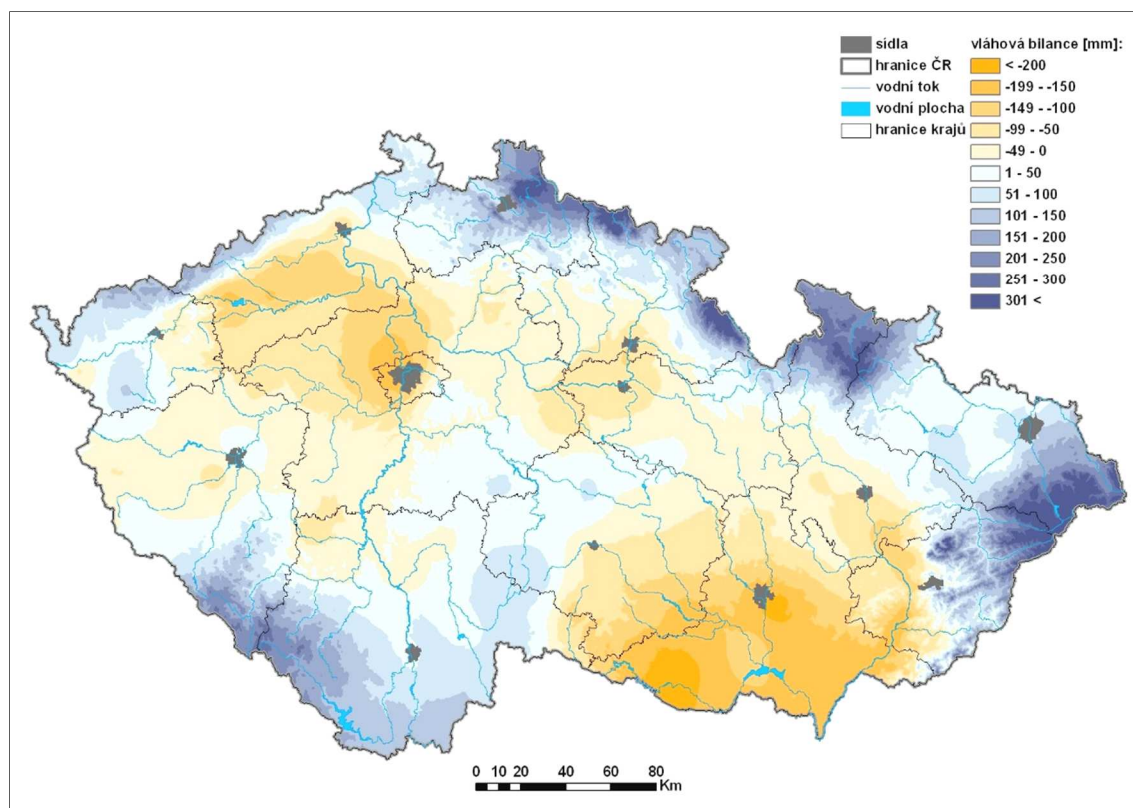 sídla
hranice ČR
vodní tok
vodní plocha
hranice krajů
vláhová bilance [mm]:
< -200
-199 - -150
-149 - -100
-99 - -50
-49 - 0
1 - 50
51 - 100
101 - 150
151 - 200
201 - 250
251 - 300
301 <
0 10 20 40 60 80
Km